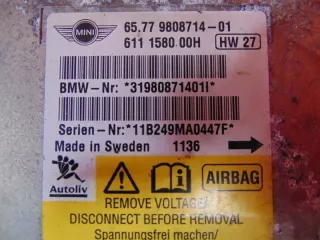 MINI
65.77 9808714-01
611 1580 00H HW 27
BMW-Nr: *31980871401I*
Serien-Nr: *11B249MA0447F*
Made in Sweden 1136
Autoliv
AIRBAG
REMOVE VOLTAGE/
DISCONNECT BEFORE REMOVAL
Spannungsfrei machen/